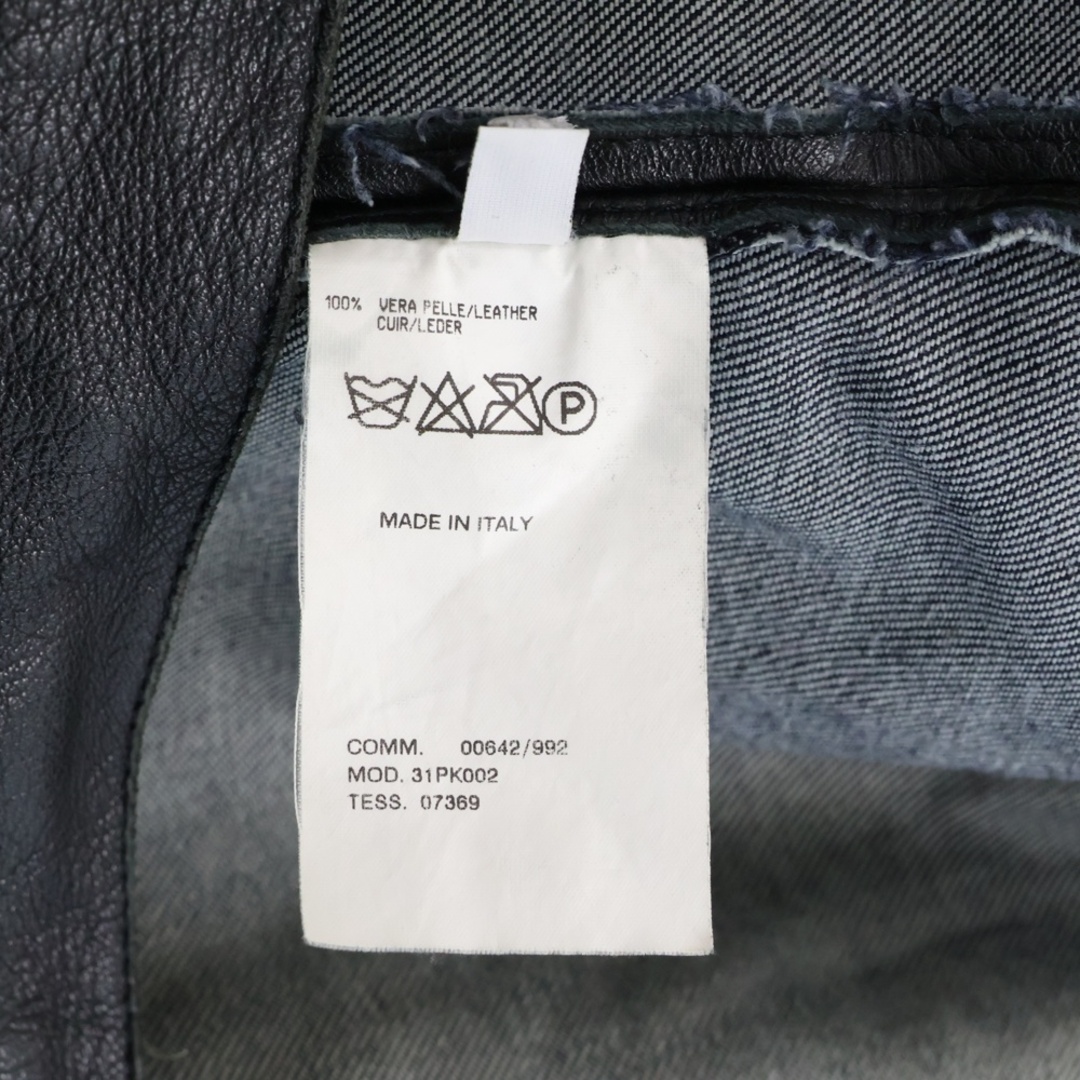 100% VERA PELLE/LEATHER
CUIR/LEDER
P
MADE IN ITALY
COMM. 00642/992
MOD. 31PK002
TESS. 07369